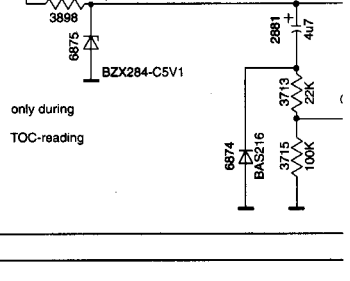 3898
6875
BZX284-C5V1
2881
4u7
3713
22K
only during
TOC-reading
6874
BAS216
3715
100K